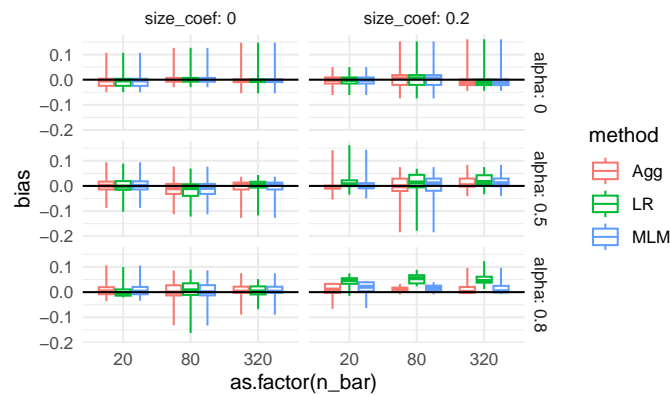 size_coef: 0
size_coef: 0.2
0.1
0.0
−0.1
−0.2
alpha: 0
0.1
0.0
−0.1
−0.2
alpha: 0.5
0.1
0.0
−0.1
−0.2
alpha: 0.8
bias
20
80
320
20
80
320
as.factor(n_bar)
method
Agg
LR
MLM